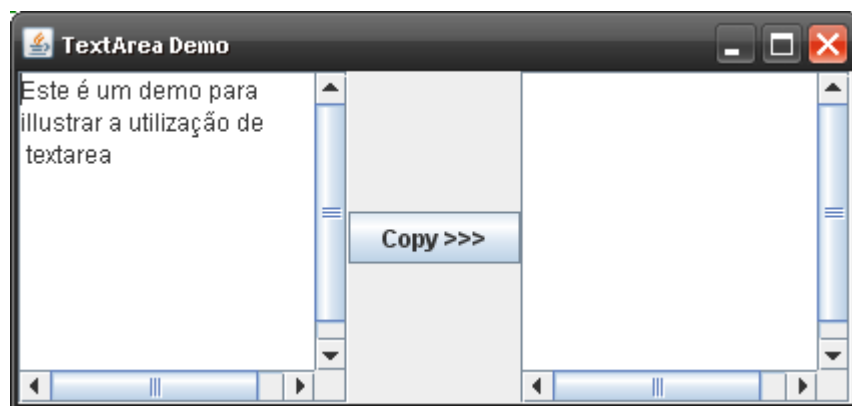 TextArea Demo
Este é um demo para
illustrar a utilização de
textarea
Copy >>>